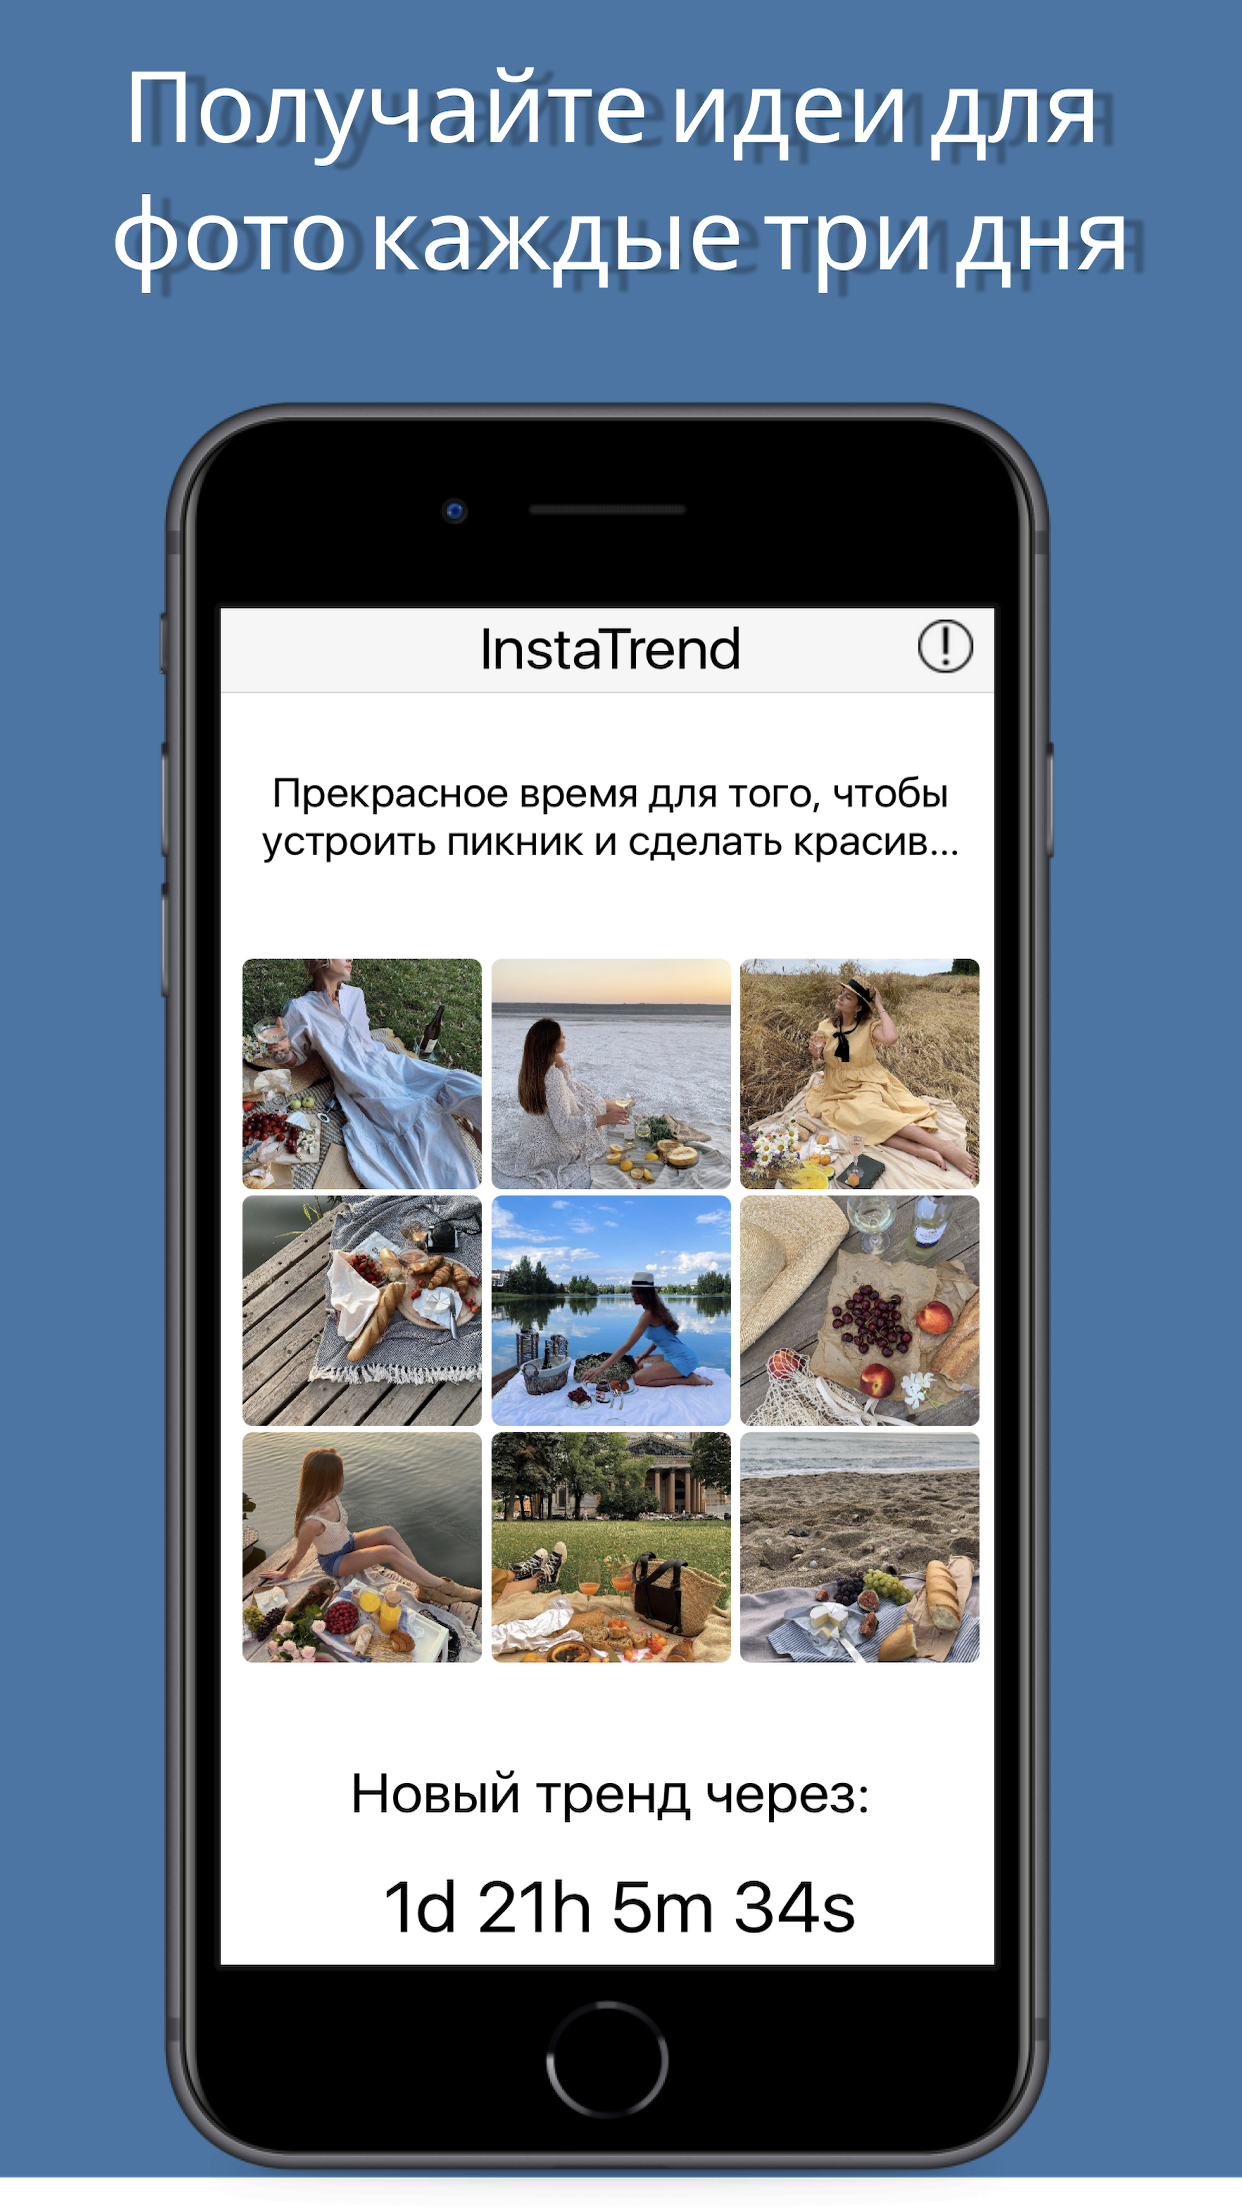 Получайте идеи для
фото каждые три дня
InstaTrend
Прекрасное время для того, чтобы
устроить пикник и сделать красив...
Новый тренд через:
1d 21h 5m 34s